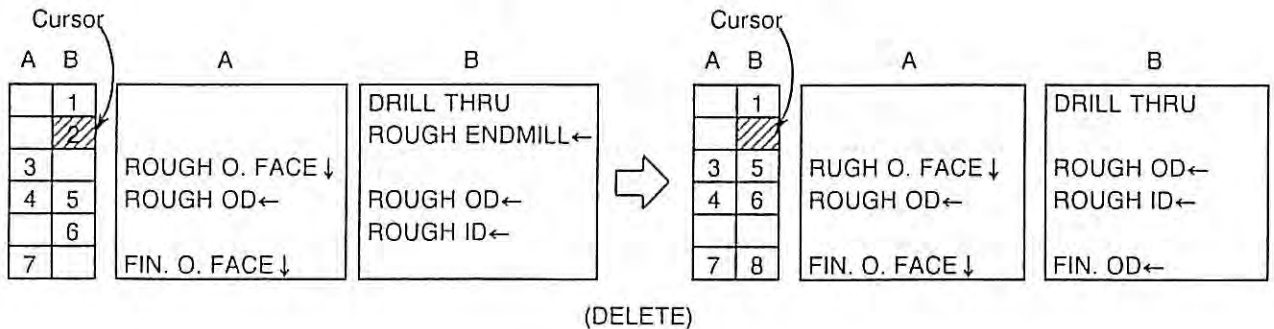 Cursor Cursor
A B A B A B A B
1 DRILL THRU 1 DRILL THRU
2 ROUGH ENDMILL←
3 ROUGH O. FACE↓ 3 5 RUGH O. FACE↓ ROUGH OD←
4 5 ROUGH OD← ROUGH OD← 4 6 ROUGH OD← ROUGH ID←
6 ROUGH ID←
7 FIN. O. FACE↓ 7 8 FIN. O. FACE↓ FIN. OD←
(DELETE)